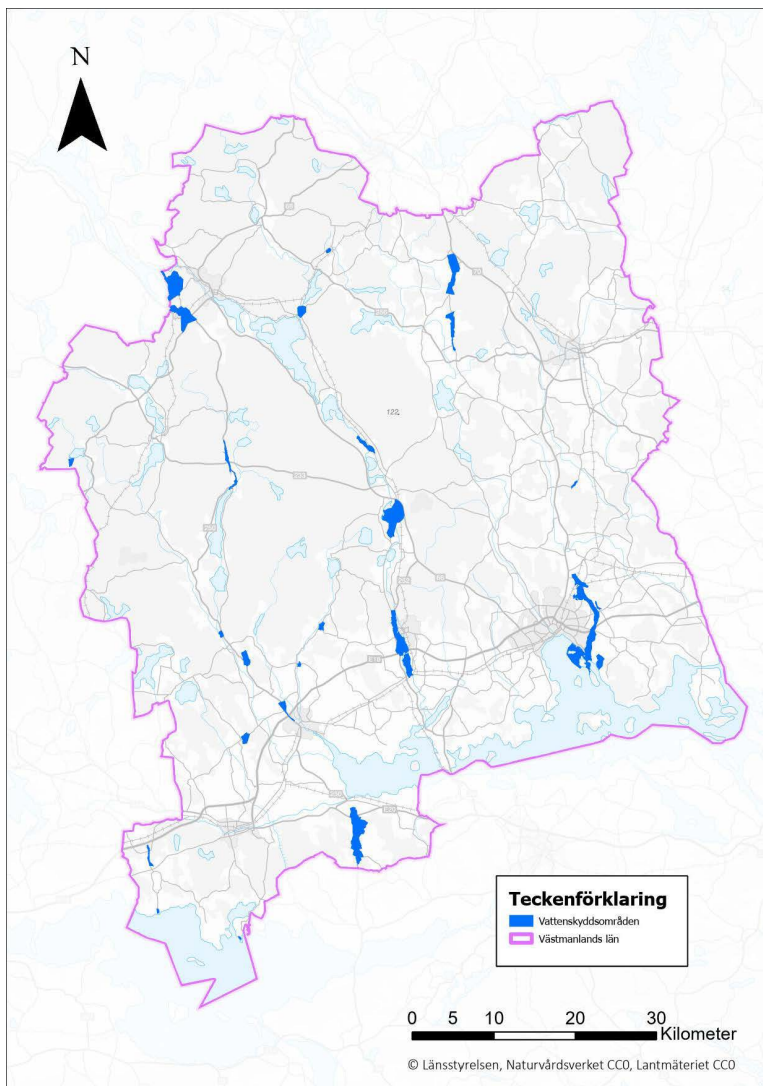 N
122
Teckenförklaring
Vattenskyddsområden
Västmanlands län
0 5 10 20 30
Kilometer
© Länsstyrelsen, Naturvårdsverket CC0, Lantmäteriet CC0